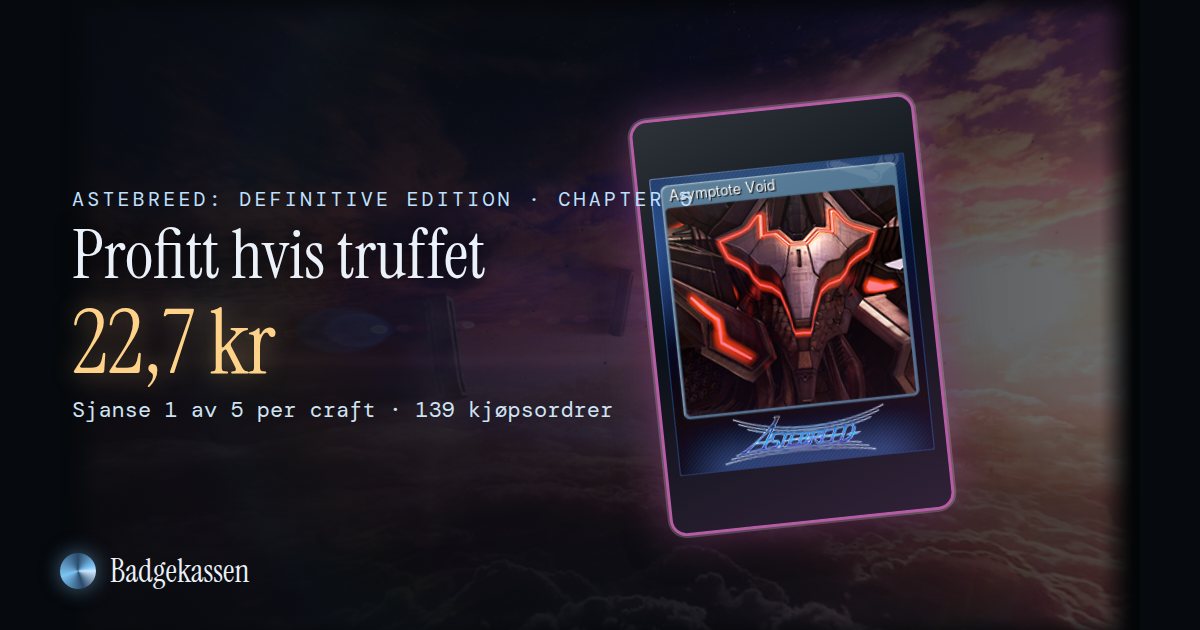 ASTEBREED: DEFINITIVE EDITION · CHAPTER 5
Profitt hvis truffet
22,7 kr
Sjanse 1 av 5 per craft · 139 kjøpsordrer
Asymptote Void
Badgekassen